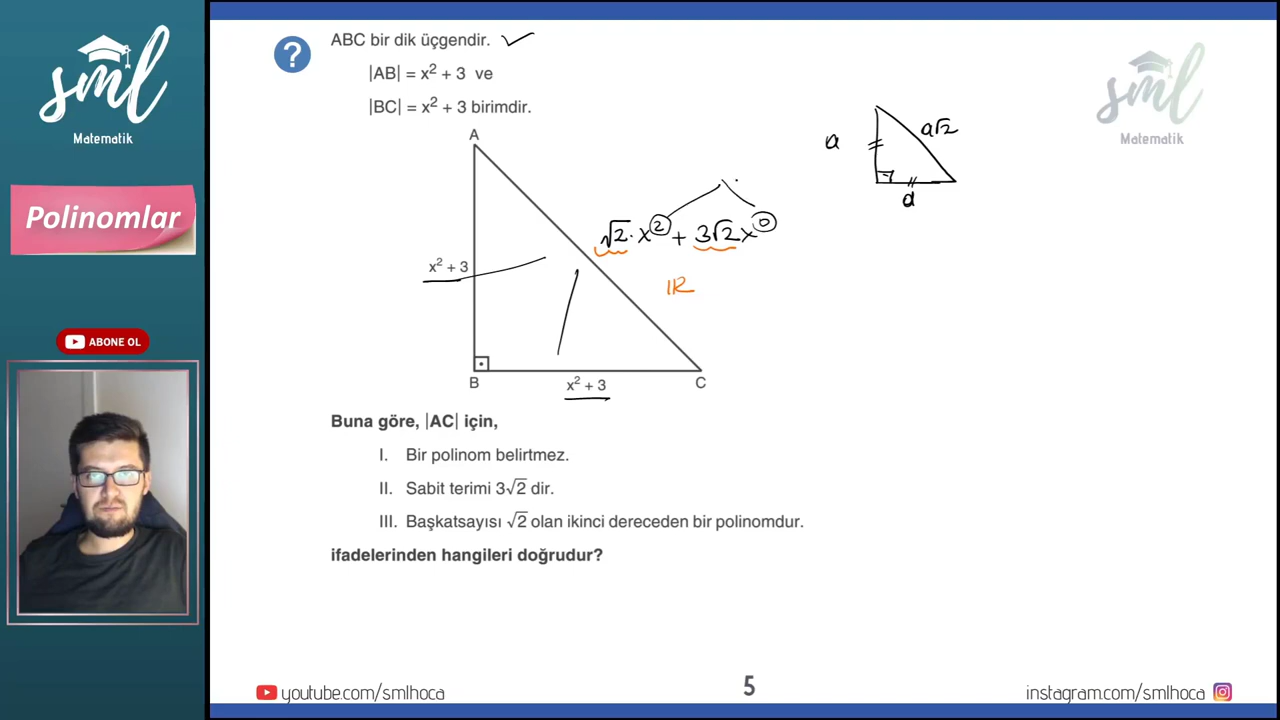 sml
Matematik
Polinomlar
ABONE OL
?
ABC bir dik üçgendir.
|AB| = x² + 3 ve
|BC| = x² + 3 birimdir.
A
x² + 3
B
x² + 3
C
√2 · x² + 3√2x⁰
IR
a
a√2
a
sml
Matematik
Buna göre, |AC| için,
I. Bir polinom belirtmez.
II. Sabit terimi 3√2 dir.
III. Başkatsayısı √2 olan ikinci dereceden bir polinomdur.
ifadelerinden hangileri doğrudur?
youtube.com/smlhoca
5
instagram.com/smlhoca